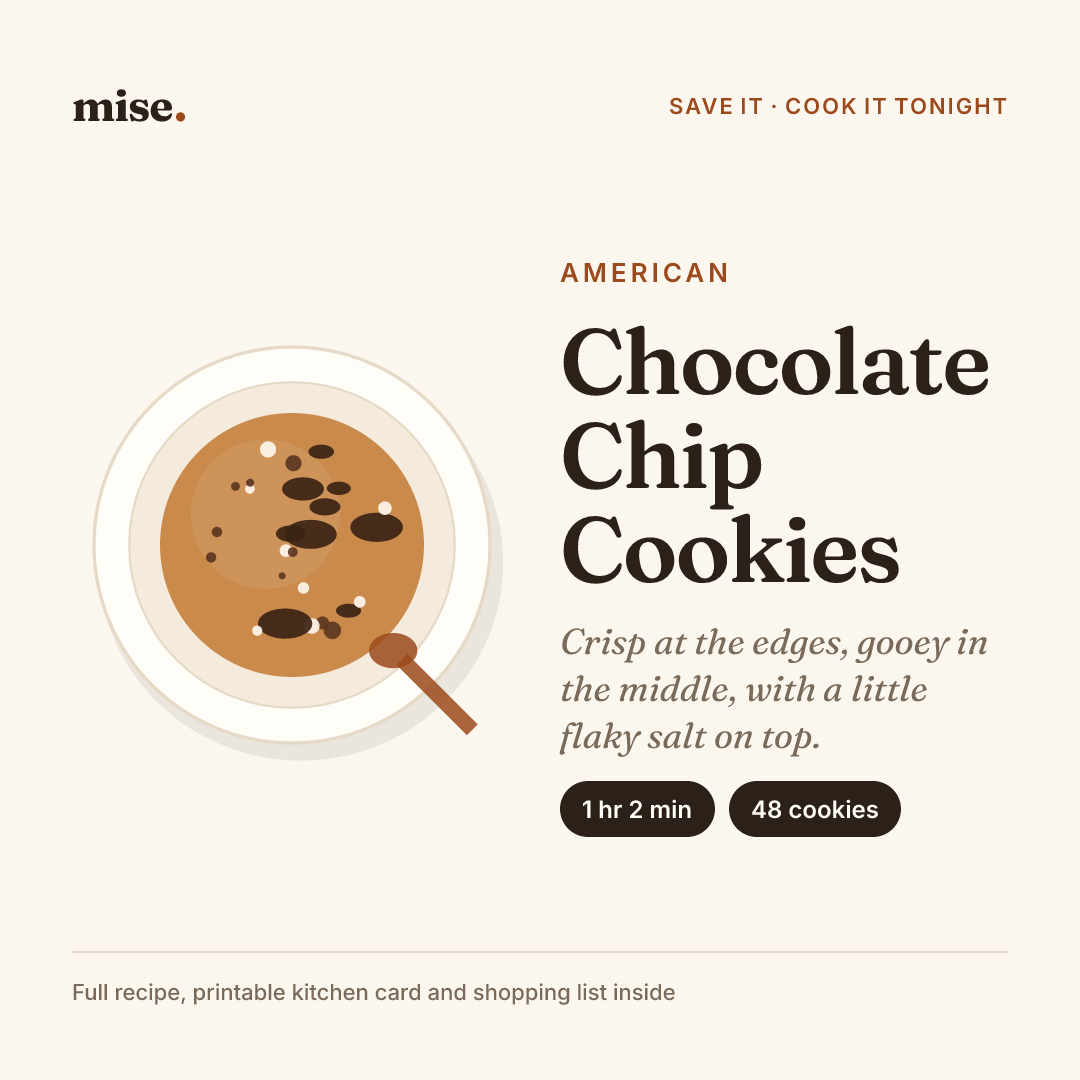 mise.
SAVE IT · COOK IT TONIGHT
AMERICAN
Chocolate
Chip
Cookies
Crisp at the edges, gooey in
the middle, with a little
flaky salt on top.
1 hr 2 min
48 cookies
Full recipe, printable kitchen card and shopping list inside